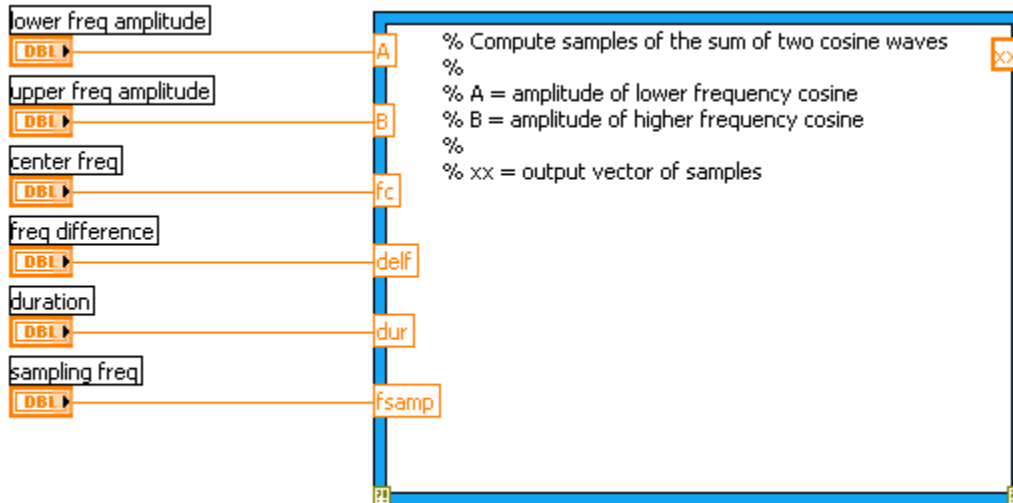 lower freq amplitude
DBL
A
% Compute samples of the sum of two cosine waves
xx
%
upper freq amplitude
% A = amplitude of lower frequency cosine
DBL
B
% B = amplitude of higher frequency cosine
%
center freq
% xx = output vector of samples
DBL
fc
freq difference
DBL
delf
duration
DBL
dur
sampling freq
DBL
fsamp
?!